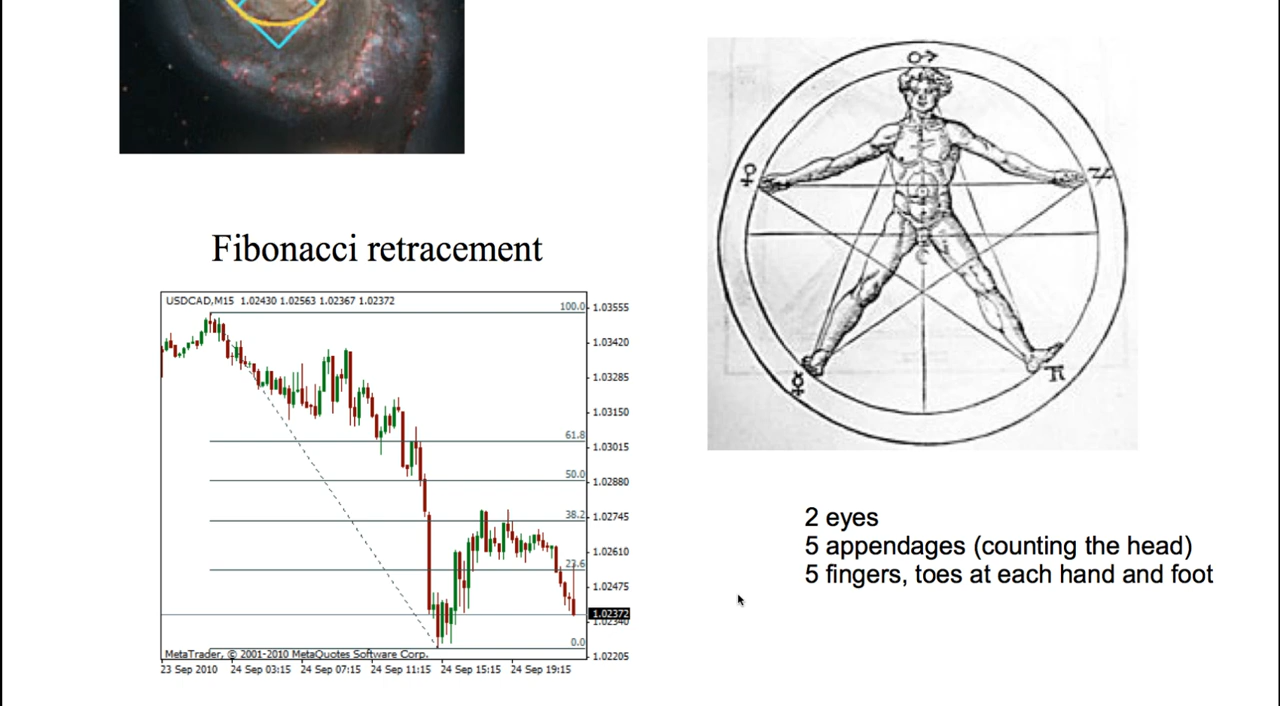 Fibonacci retracement
USDCAD,M15 1.02430 1.02563 1.02367 1.02372
100.0
61.8
50.0
38.2
23.6
0.0
1.03555
1.03420
1.03285
1.03150
1.03015
1.02880
1.02745
1.02610
1.02475
1.02372
1.02340
1.02205
MetaTrader, © 2001-2010 MetaQuotes Software Corp.
23 Sep 2010 24 Sep 03:15 24 Sep 07:15 24 Sep 11:15 24 Sep 15:15 24 Sep 19:15
2 eyes
5 appendages (counting the head)
5 fingers, toes at each hand and foot